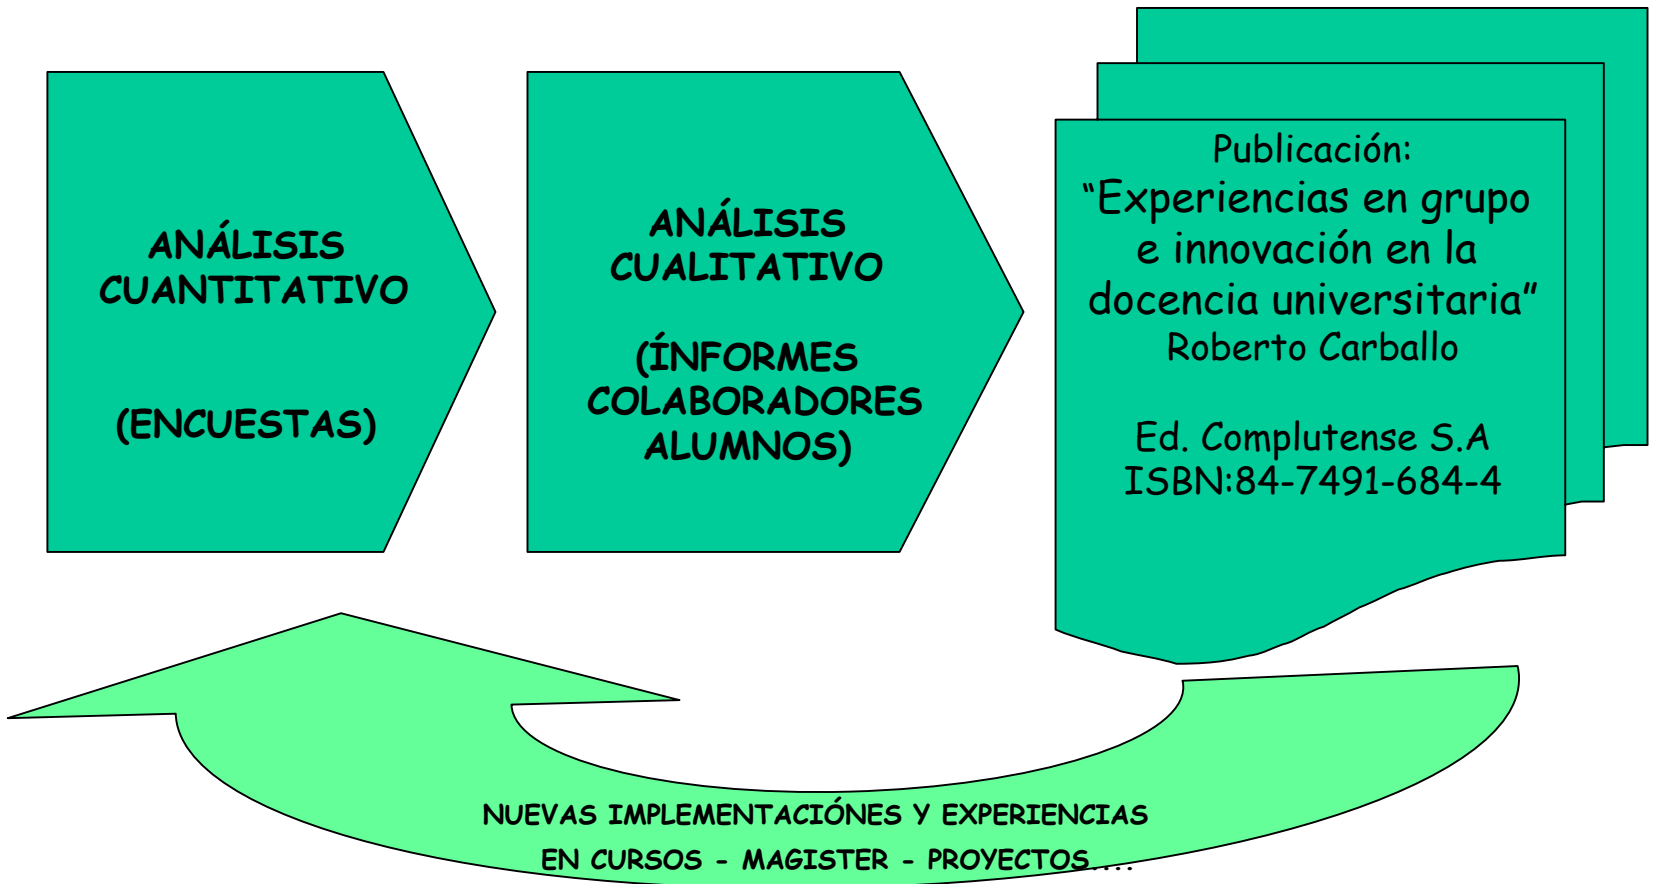 ANÁLISIS
CUANTITATIVO
(ENCUESTAS)
ANÁLISIS
CUALITATIVO
(ÍNFORMES
COLABORADORES
ALUMNOS)
Publicación:
“Experiencias en grupo
e innovación en la
docencia universitaria”
Roberto Carballo
Ed. Complutense S.A
ISBN:84-7491-684-4
NUEVAS IMPLEMENTACIÓNES Y EXPERIENCIAS
EN CURSOS - MAGISTER - PROYECTOS....